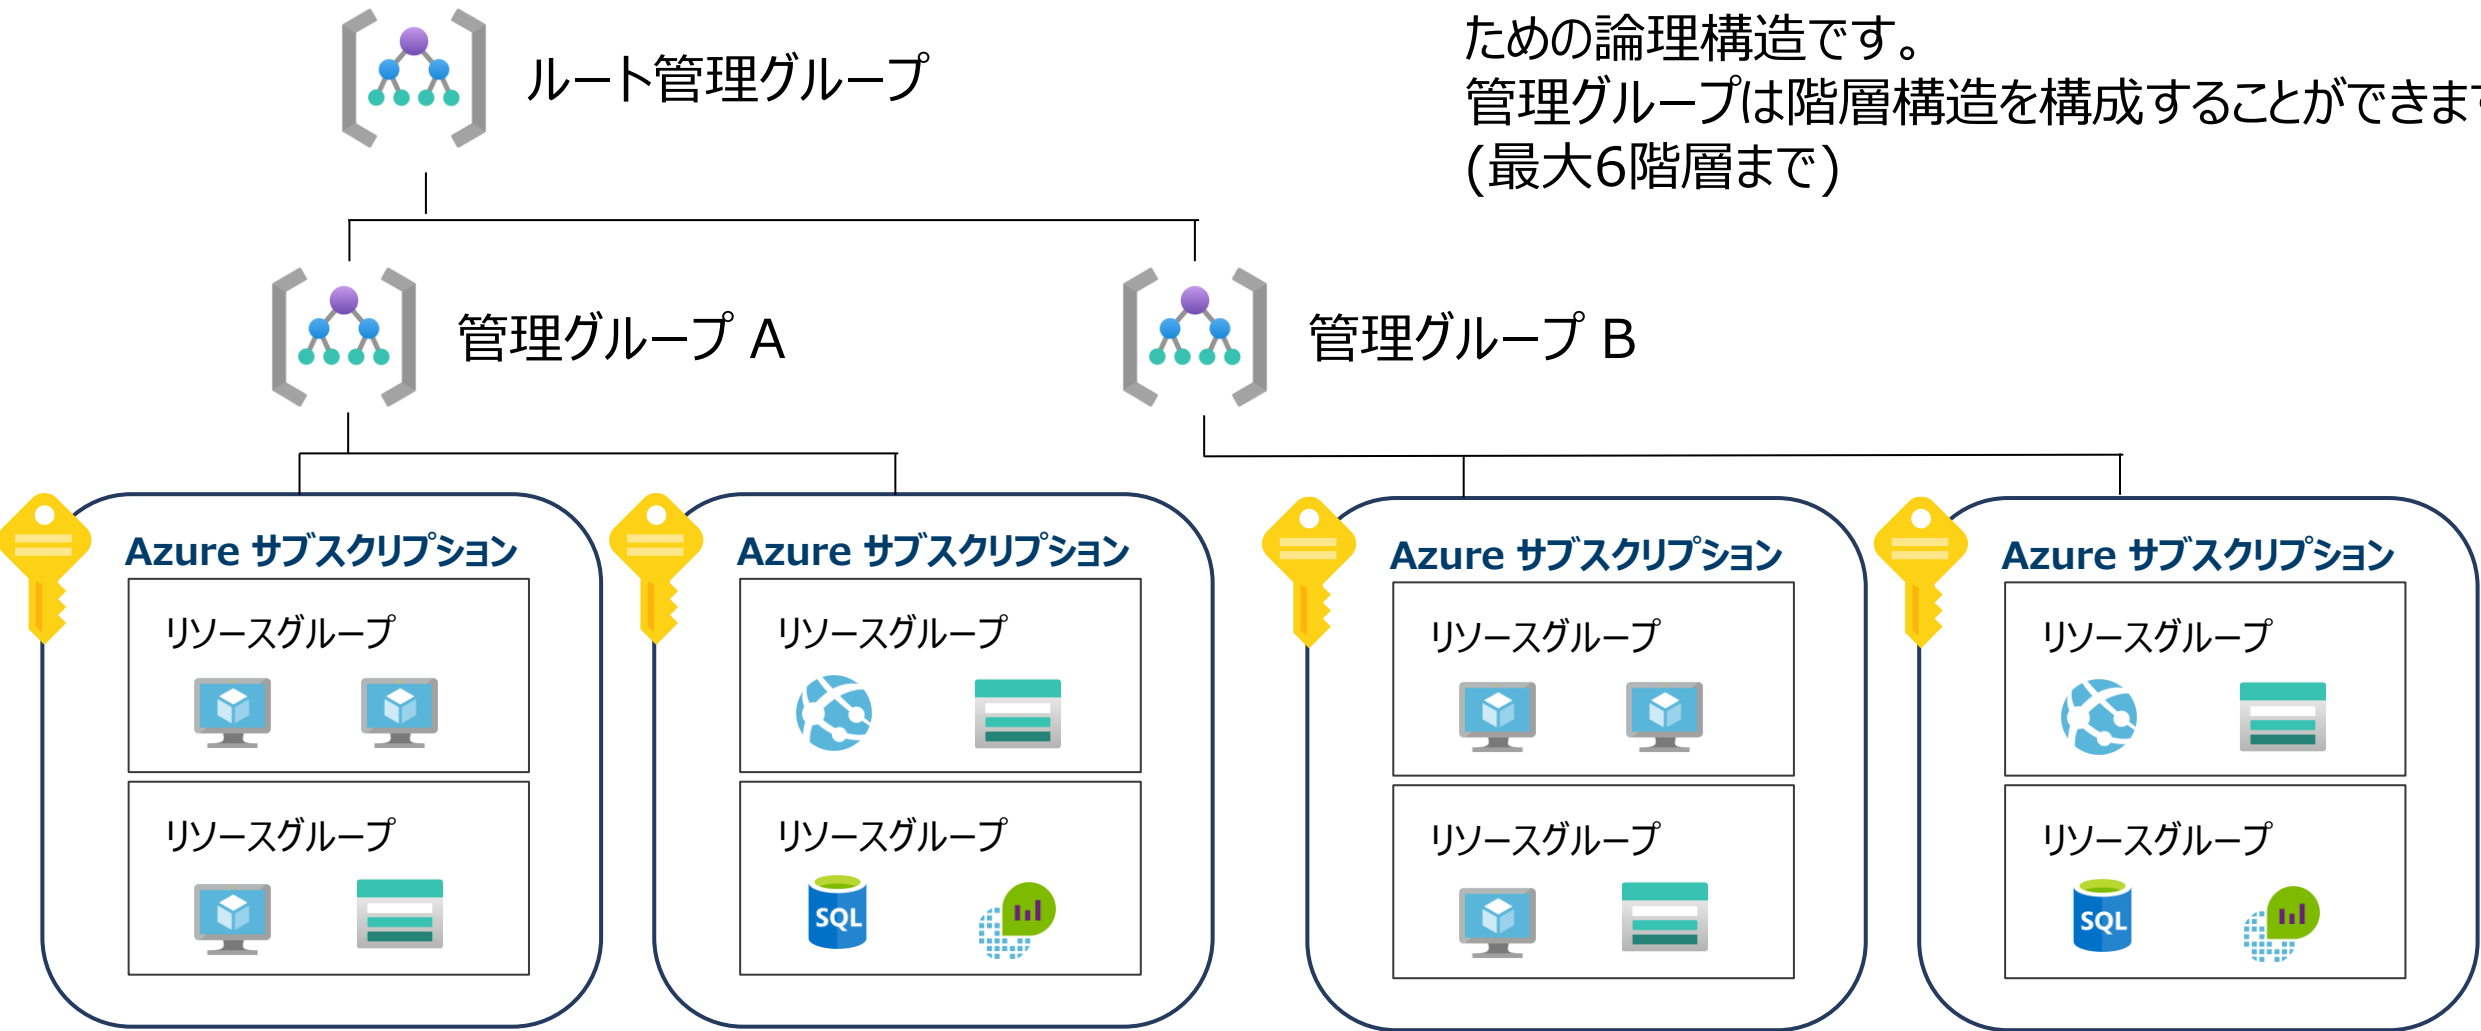 ための論理構造です。
管理グループは階層構造を構成することができます
(最大6階層まで)
ルート管理グループ
管理グループ A
管理グループ B
Azure サブスクリプション
リソースグループ
リソースグループ
SQL
Azure サブスクリプション
リソースグループ
リソースグループ
Azure サブスクリプション
リソースグループ
リソースグループ
Azure サブスクリプション
リソースグループ
リソースグループ
SQL